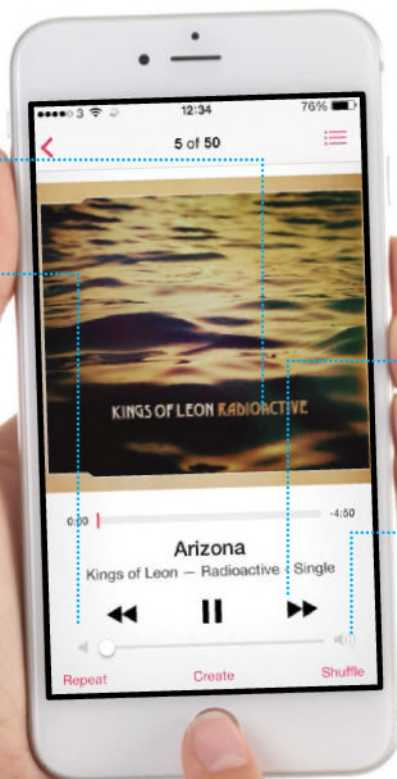 3 12:34 76%
5 of 50
KINGS OF LEON RADIOACTIVE
0:00 -4:50
Arizona
Kings of Leon — Radioactive - Single
Repeat Create Shuffle